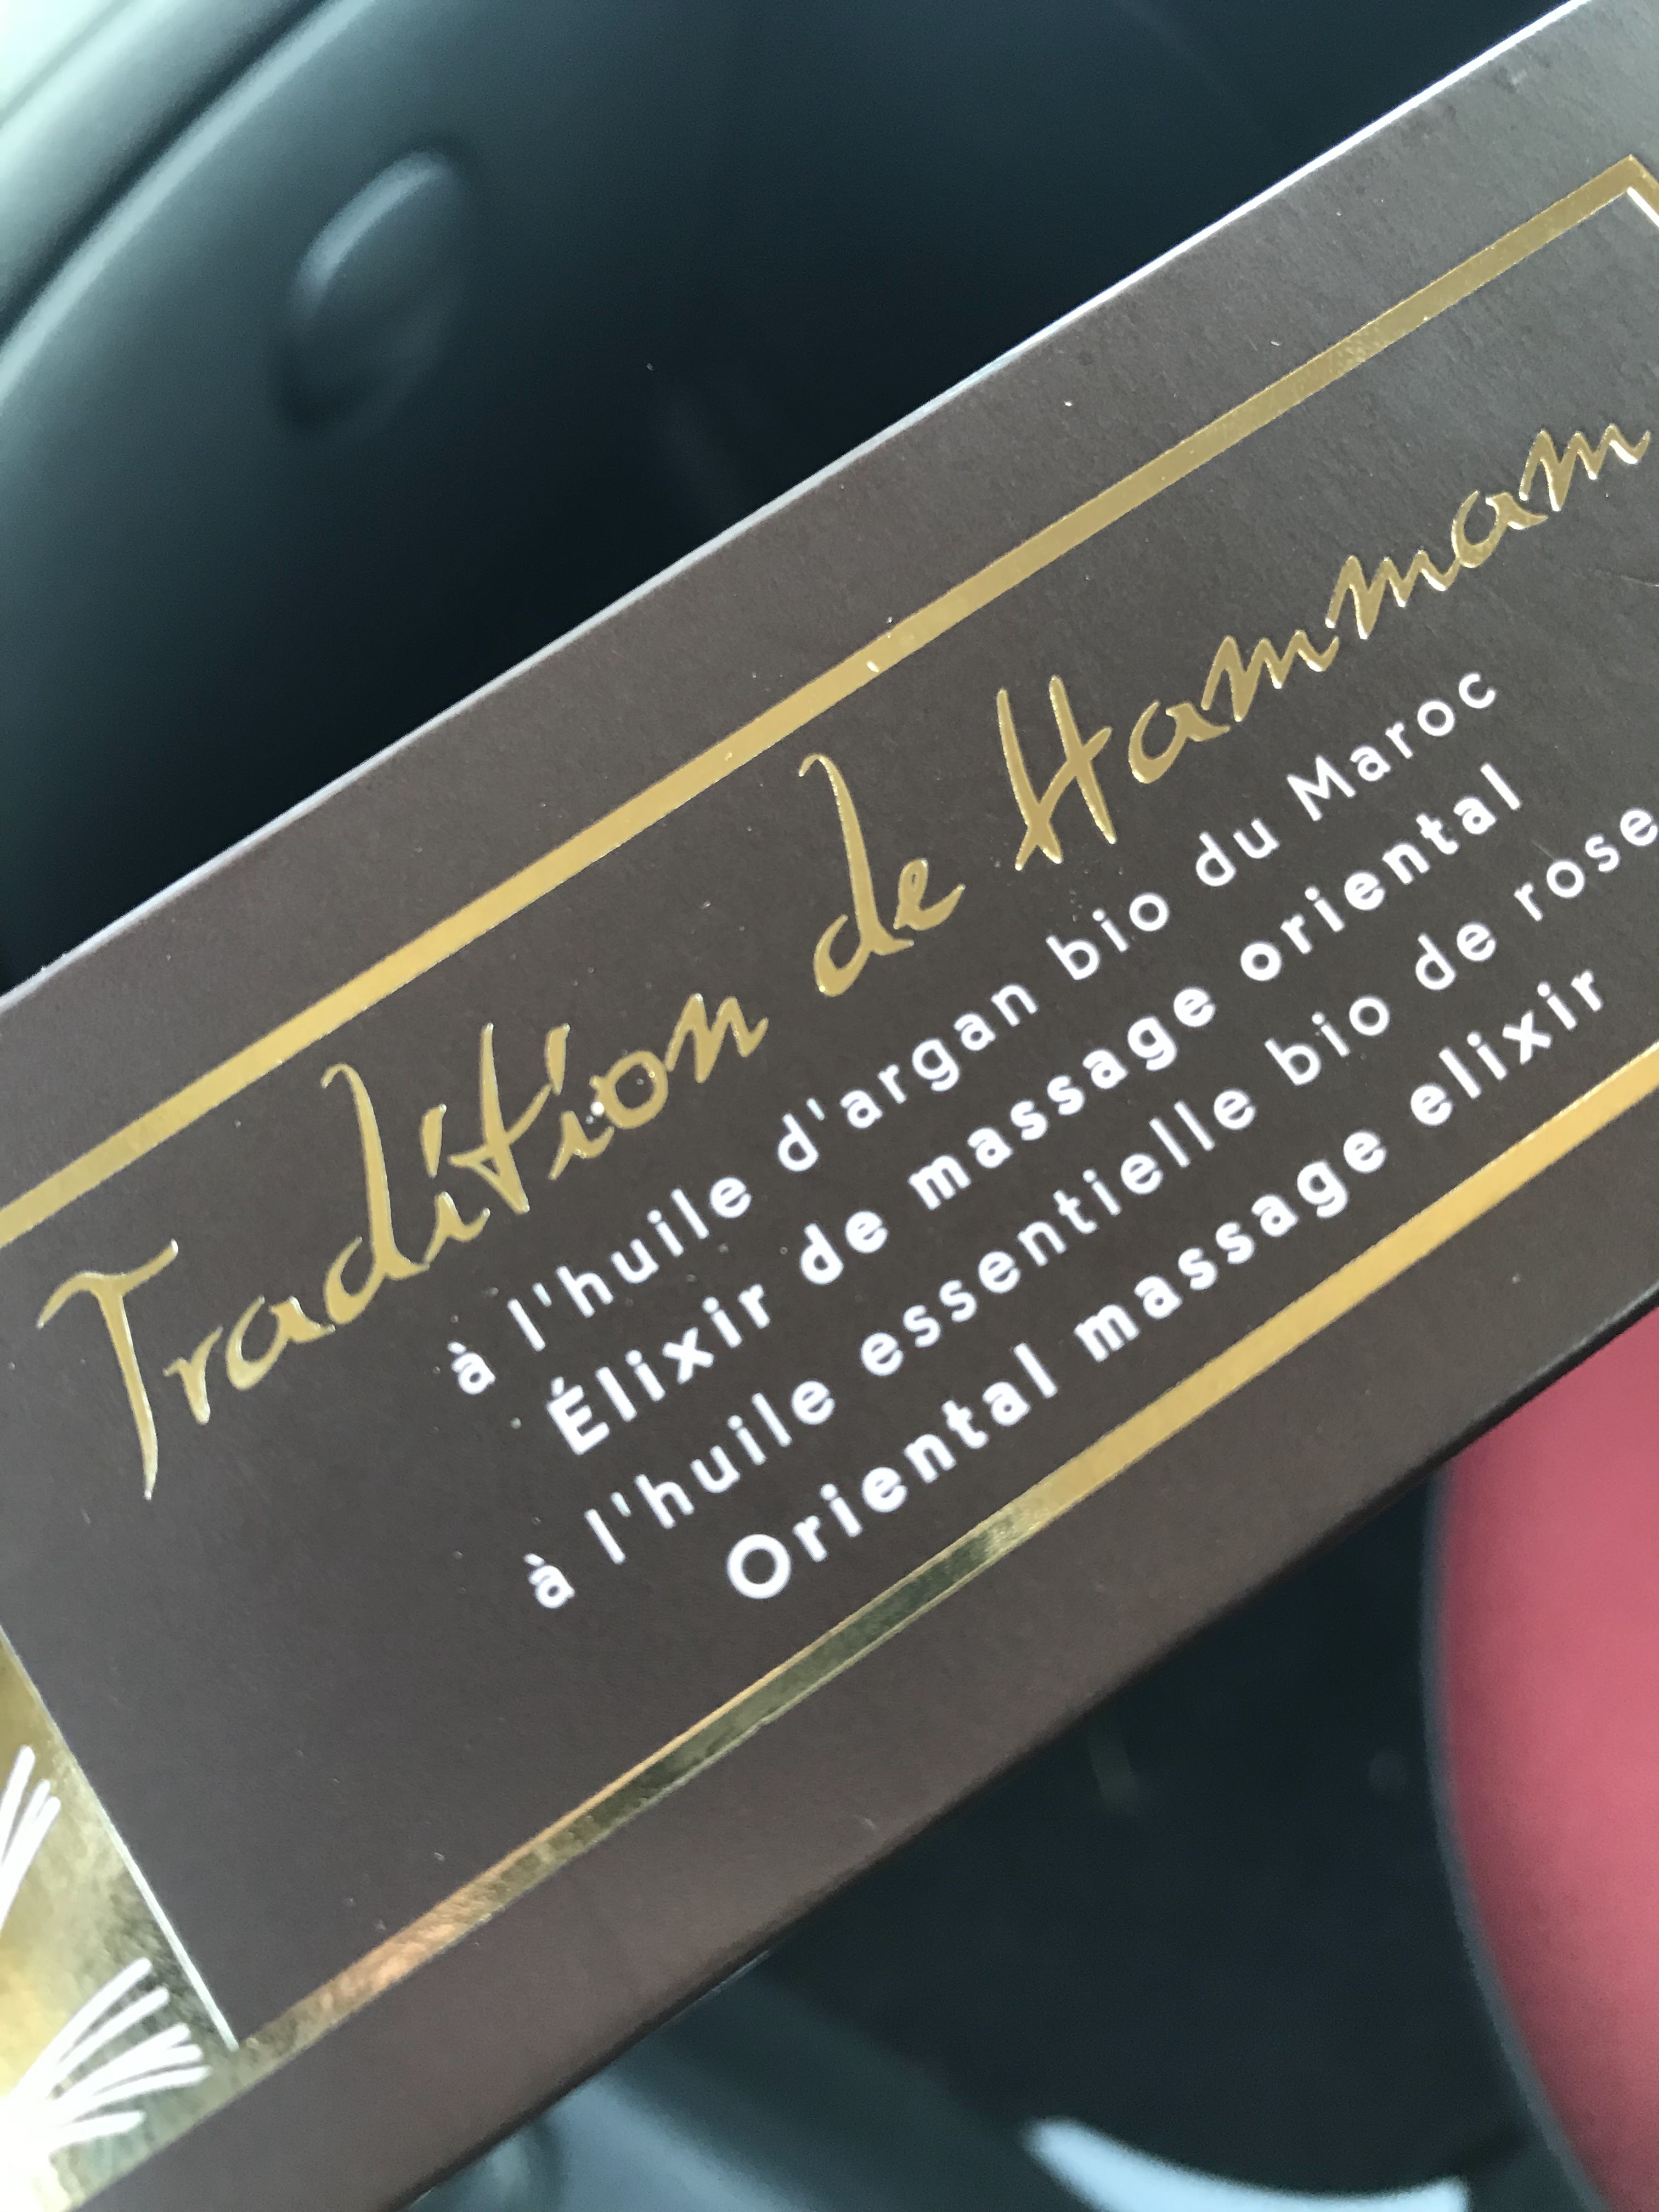 Tradition de Hammam
à l'huile d'argan bio du Maroc
Élixir de massage oriental
à l'huile essentielle bio de rose
Oriental massage elixir